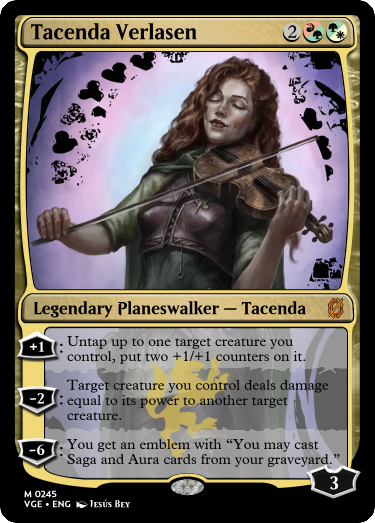 Tacenda Verlasen 2
Legendary Planeswalker — Tacenda
+1: Untap up to one target creature you
control, put two +1/+1 counters on it.
-2: Target creature you control deals damage
equal to its power to another target
creature.
-6: You get an emblem with “You may cast
Saga and Aura cards from your graveyard.”
3
M 0245
VGE • ENG Jesús Bey